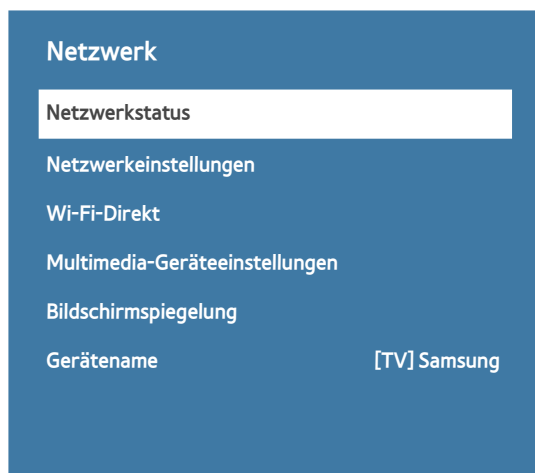 Netzwerk
Netzwerkstatus
Netzwerkeinstellungen
Wi-Fi-Direkt
Multimedia-Geräteeinstellungen
Bildschirmspiegelung
Gerätename [TV] Samsung